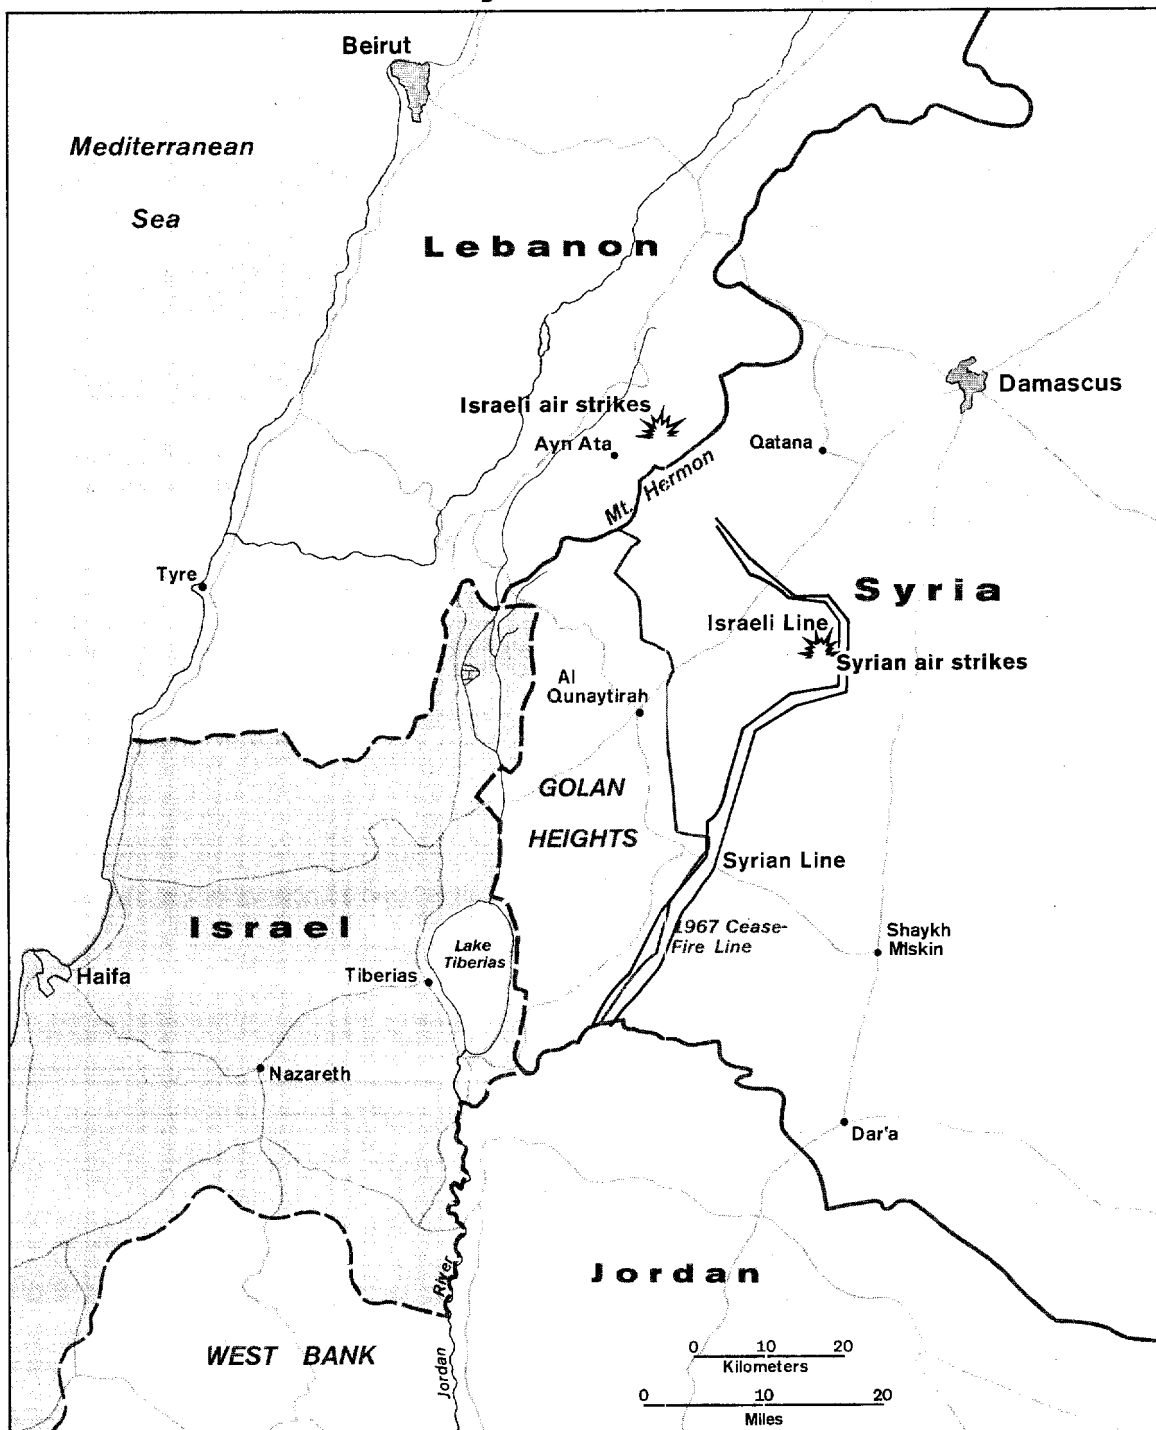 Beirut
Mediterranean
Sea
Lebanon
Damascus
Israeli air strikes
Ayn Ata
Qatana
Mt. Hermon
Tyre
Syria
Israeli Line
Syrian air strikes
Al
Qunaytirah
GOLAN
HEIGHTS
Syrian Line
Israel
1967 Cease-
Fire Line
Shaykh
Miskin
Lake
Tiberias
Haifa
Tiberias
Nazareth
Dar'a
Jordan
River
Jordan
WEST BANK
0 10 20
Kilometers
0 10 20
Miles